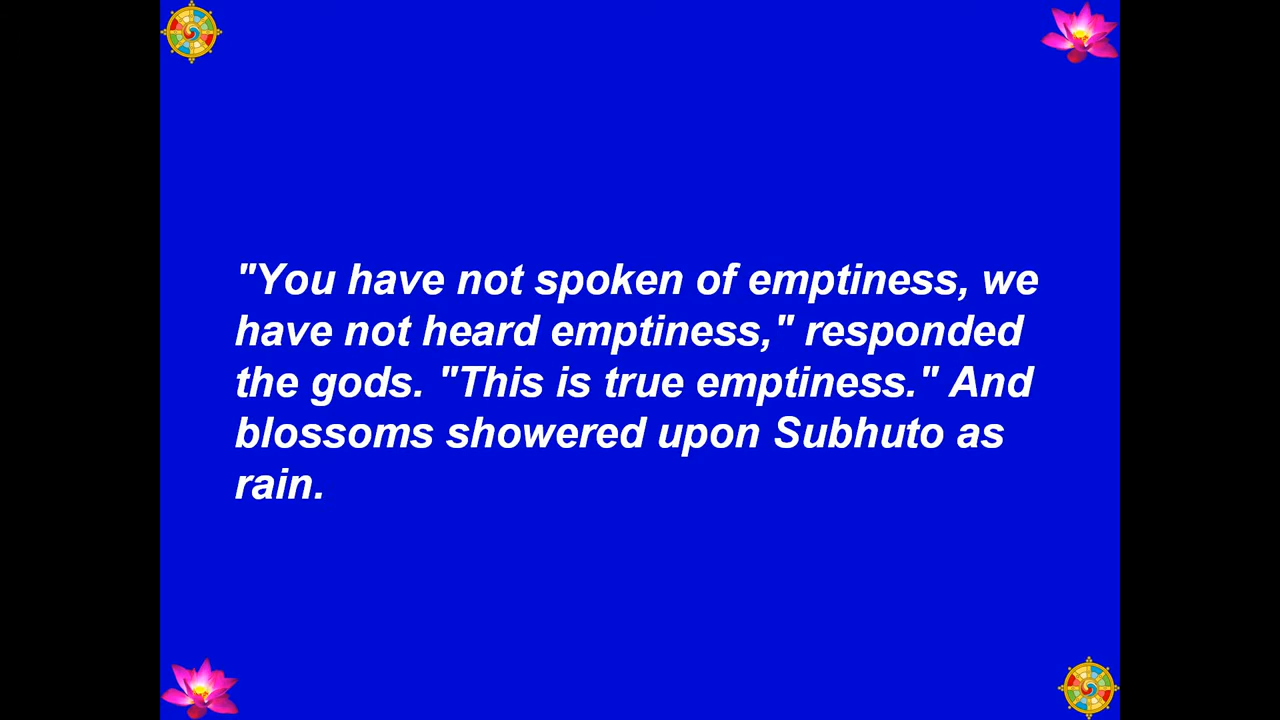 "You have not spoken of emptiness, we
have not heard emptiness," responded
the gods. "This is true emptiness." And
blossoms showered upon Subhuto as
rain.